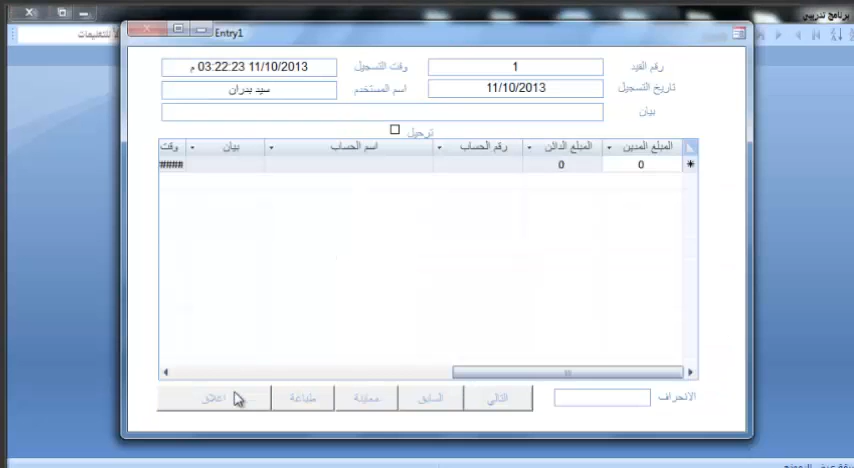 برنامج تدريبي
Entry1
رقم القيد 1 وقت التسجيل 03:22:23 11/10/2013 م
تاريخ التسجيل 11/10/2013 اسم المستخدم سيد بدران
بيان
ترحيل
المبلغ المدين المبلغ الدائن رقم الحساب اسم الحساب بيان وقت
0 0 ####
الانحراف التالي السابق معاينة طباعة اغلاق